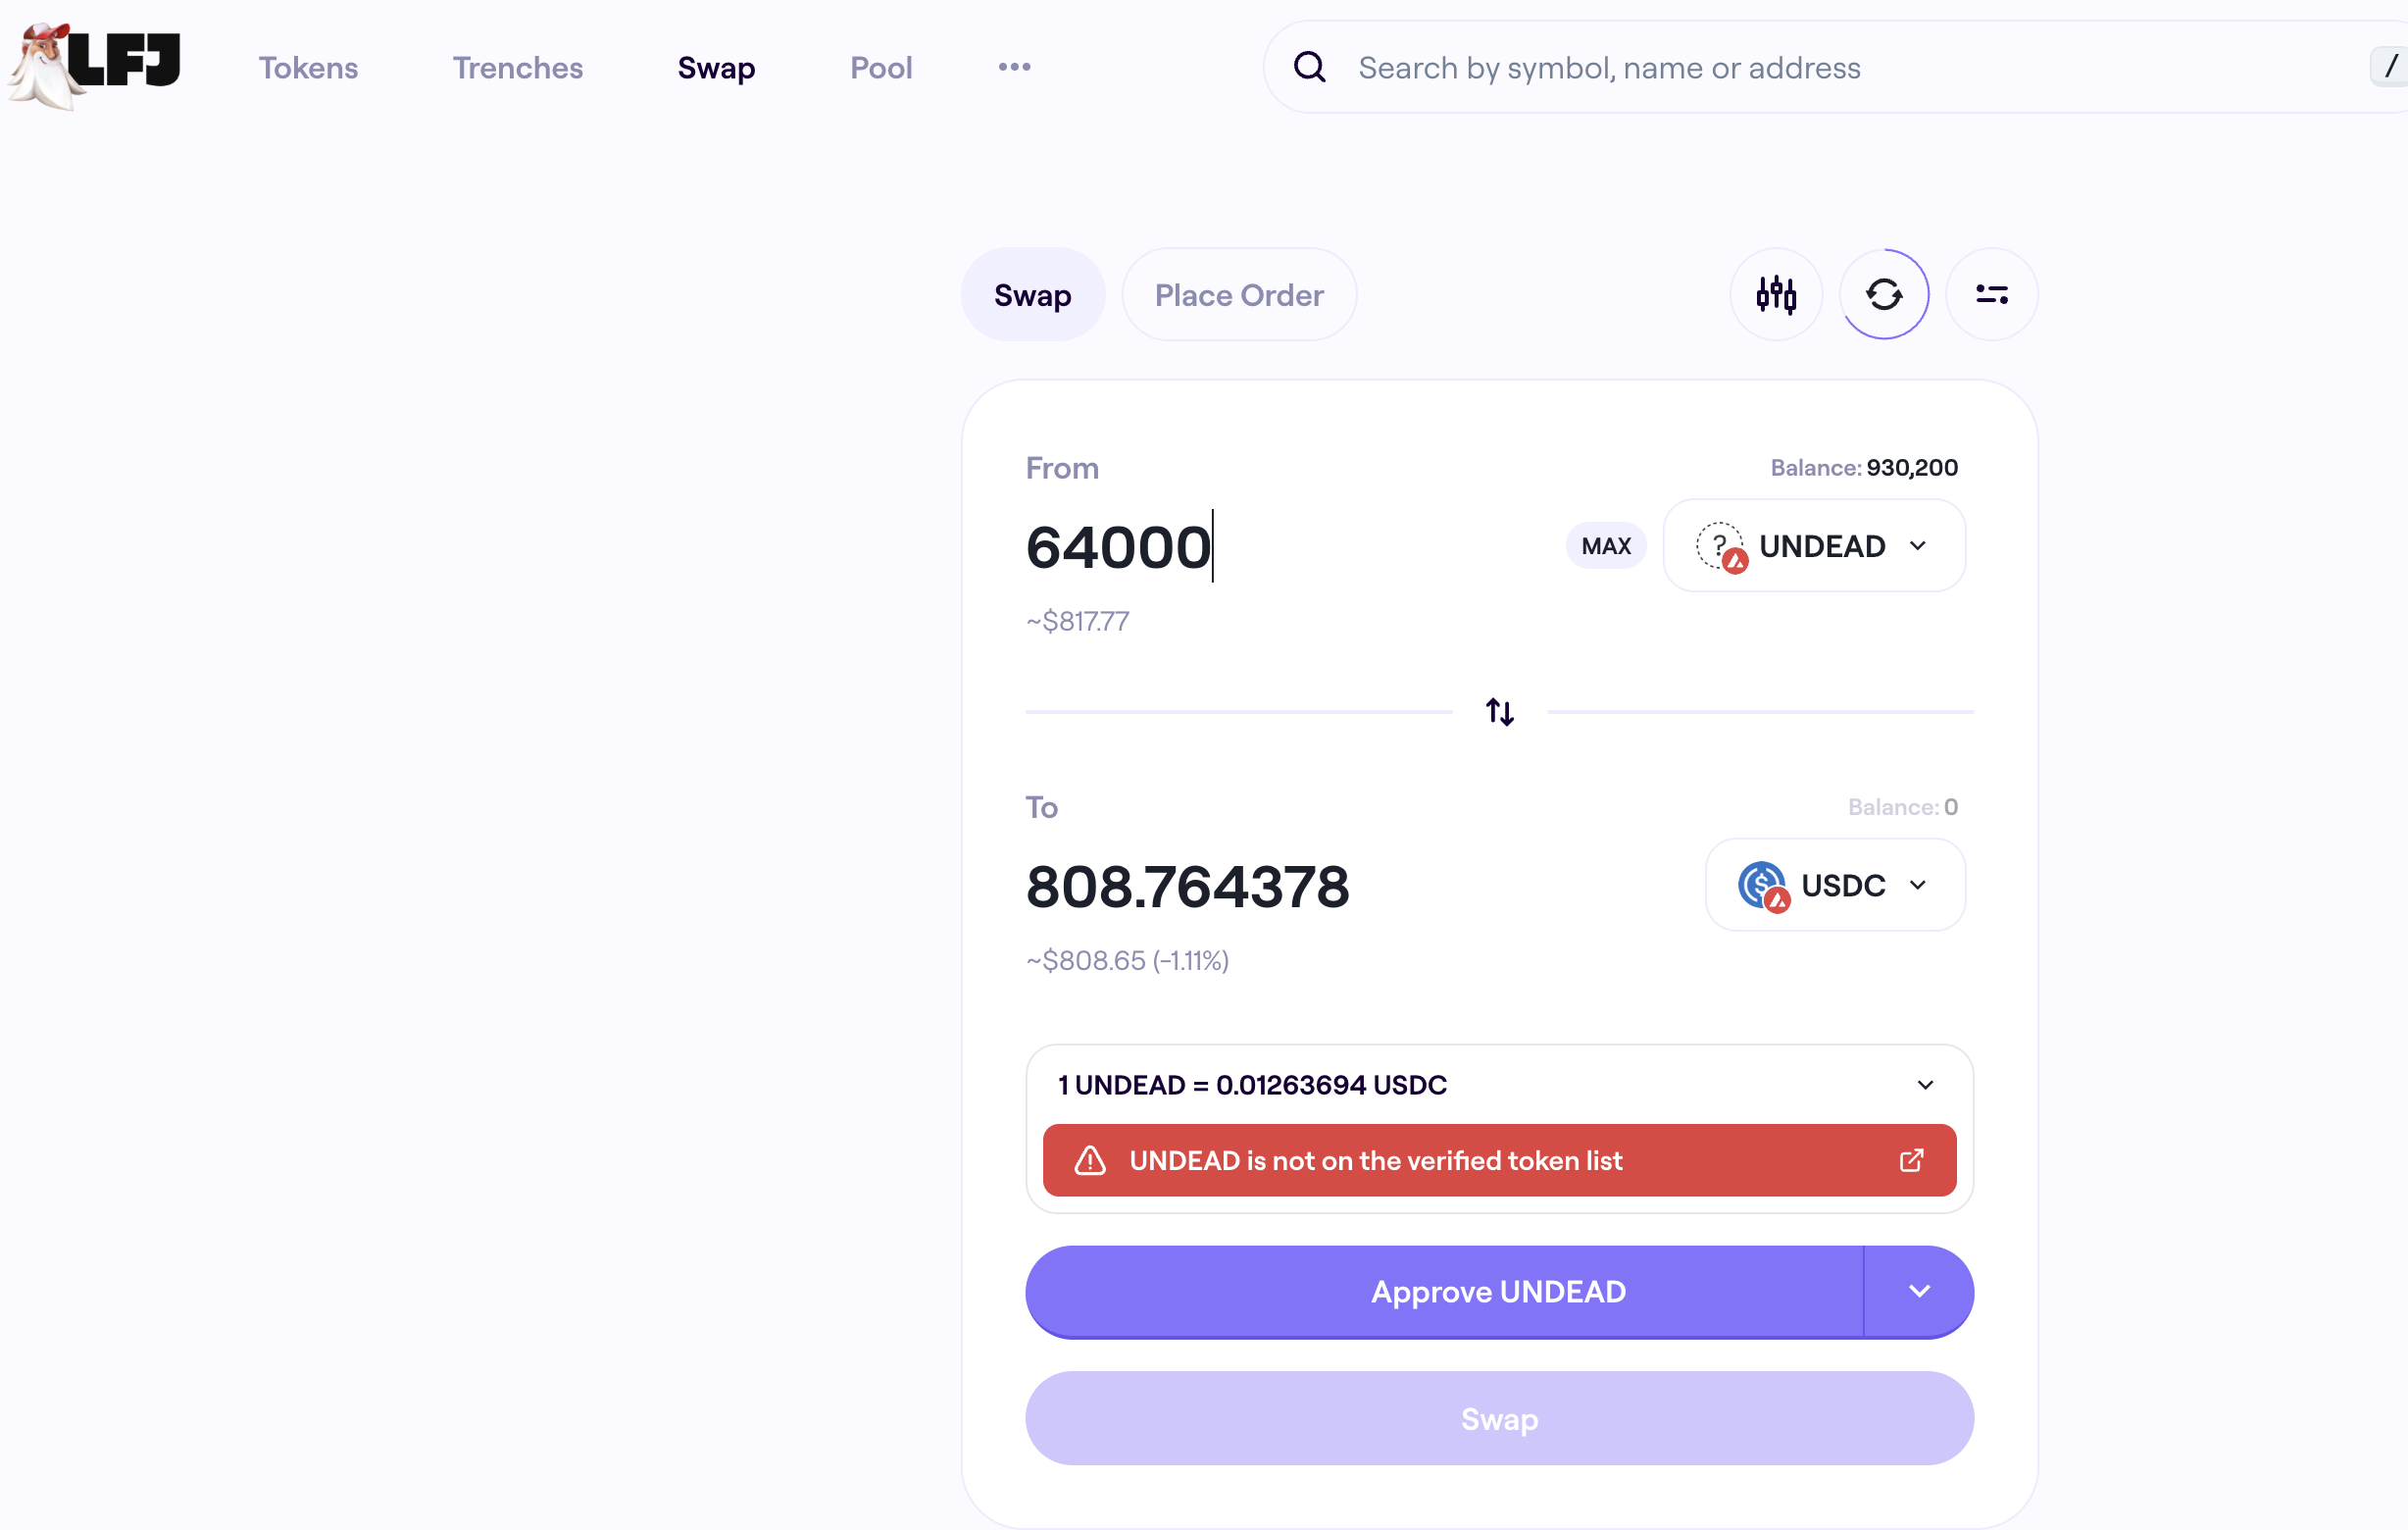 LFJ Tokens Trenches Swap Pool ••• Search by symbol, name or address /
Swap Place Order
From Balance: 930,200
64000 MAX ? UNDEAD
~$817.77
To Balance: 0
808.764378 USDC
~$808.65 (-1.11%)
1 UNDEAD = 0.01263694 USDC
UNDEAD is not on the verified token list
Approve UNDEAD
Swap